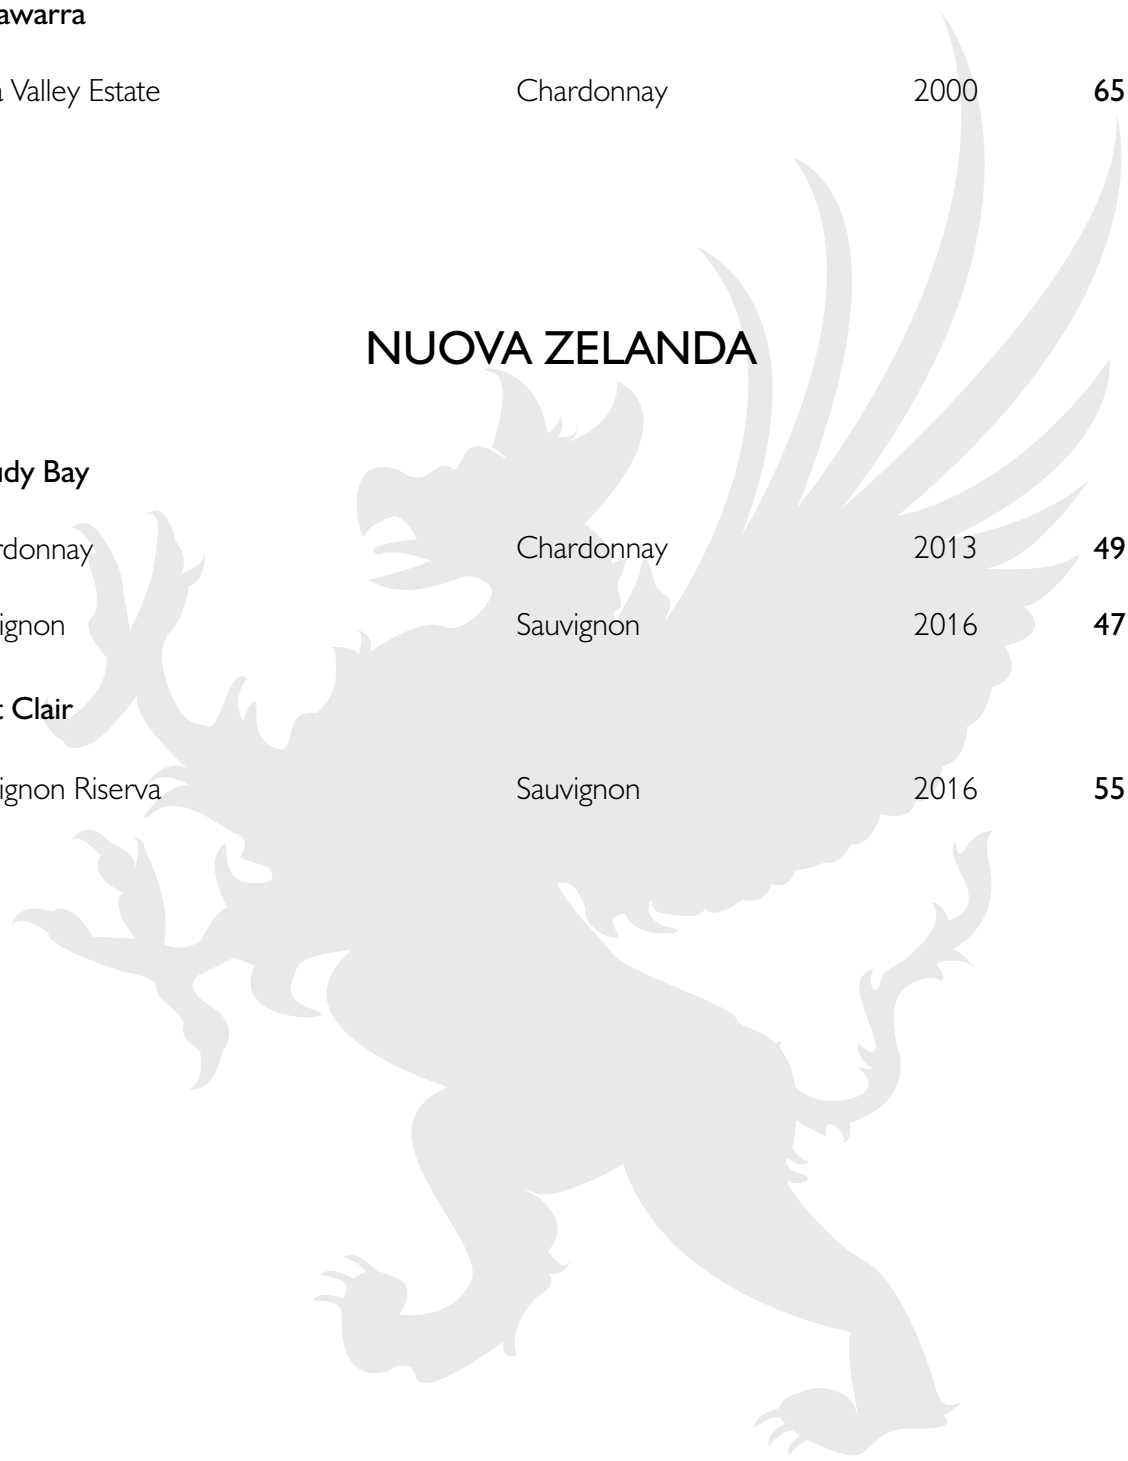 awarra
a Valley Estate Chardonnay 2000 65
NUOVA ZELANDA
udy Bay
rdonnay Chardonnay 2013 49
ignon Sauvignon 2016 47
t Clair
ignon Riserva Sauvignon 2016 55